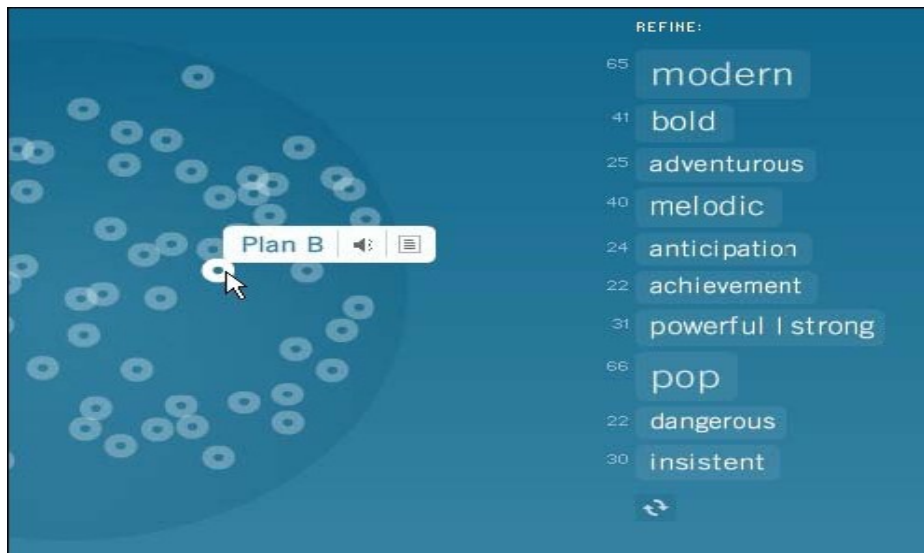 REFINE:
65 modern
41 bold
25 adventurous
40 melodic
Plan B
24 anticipation
22 achievement
31 powerful | strong
66 pop
22 dangerous
30 insistent